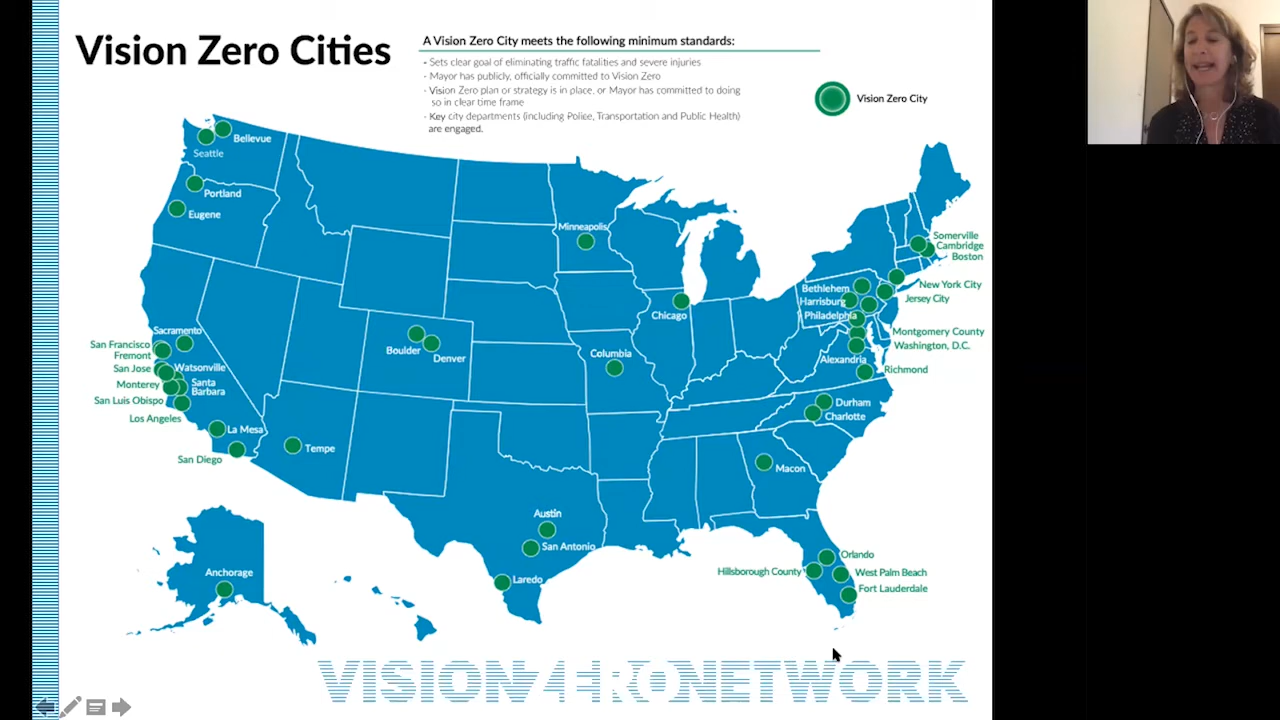 Vision Zero Cities
A Vision Zero City meets the following minimum standards:
- Sets clear goal of eliminating traffic fatalities and severe injuries
- Mayor has publicly, officially committed to Vision Zero
- Vision Zero plan or strategy is in place, or Mayor has committed to doing
so in clear time frame
- Key city departments (including Police, Transportation and Public Health)
are engaged.
Vision Zero City
Bellevue
Seattle
Portland
Eugene
Minneapolis
Somerville
Cambridge
Boston
New York City
Bethlehem
Jersey City
Harrisburg
Philadelphia
Chicago
Montgomery County
Washington, D.C.
Alexandria
Richmond
Sacramento
San Francisco
Fremont
San Jose
Watsonville
Monterey
Santa
Barbara
San Luis Obispo
Los Angeles
La Mesa
San Diego
Boulder
Denver
Columbia
Durham
Charlotte
Tempe
Macon
Austin
San Antonio
Laredo
Orlando
Hillsborough County
West Palm Beach
Fort Lauderdale
Anchorage
VISION ZERO NETWORK